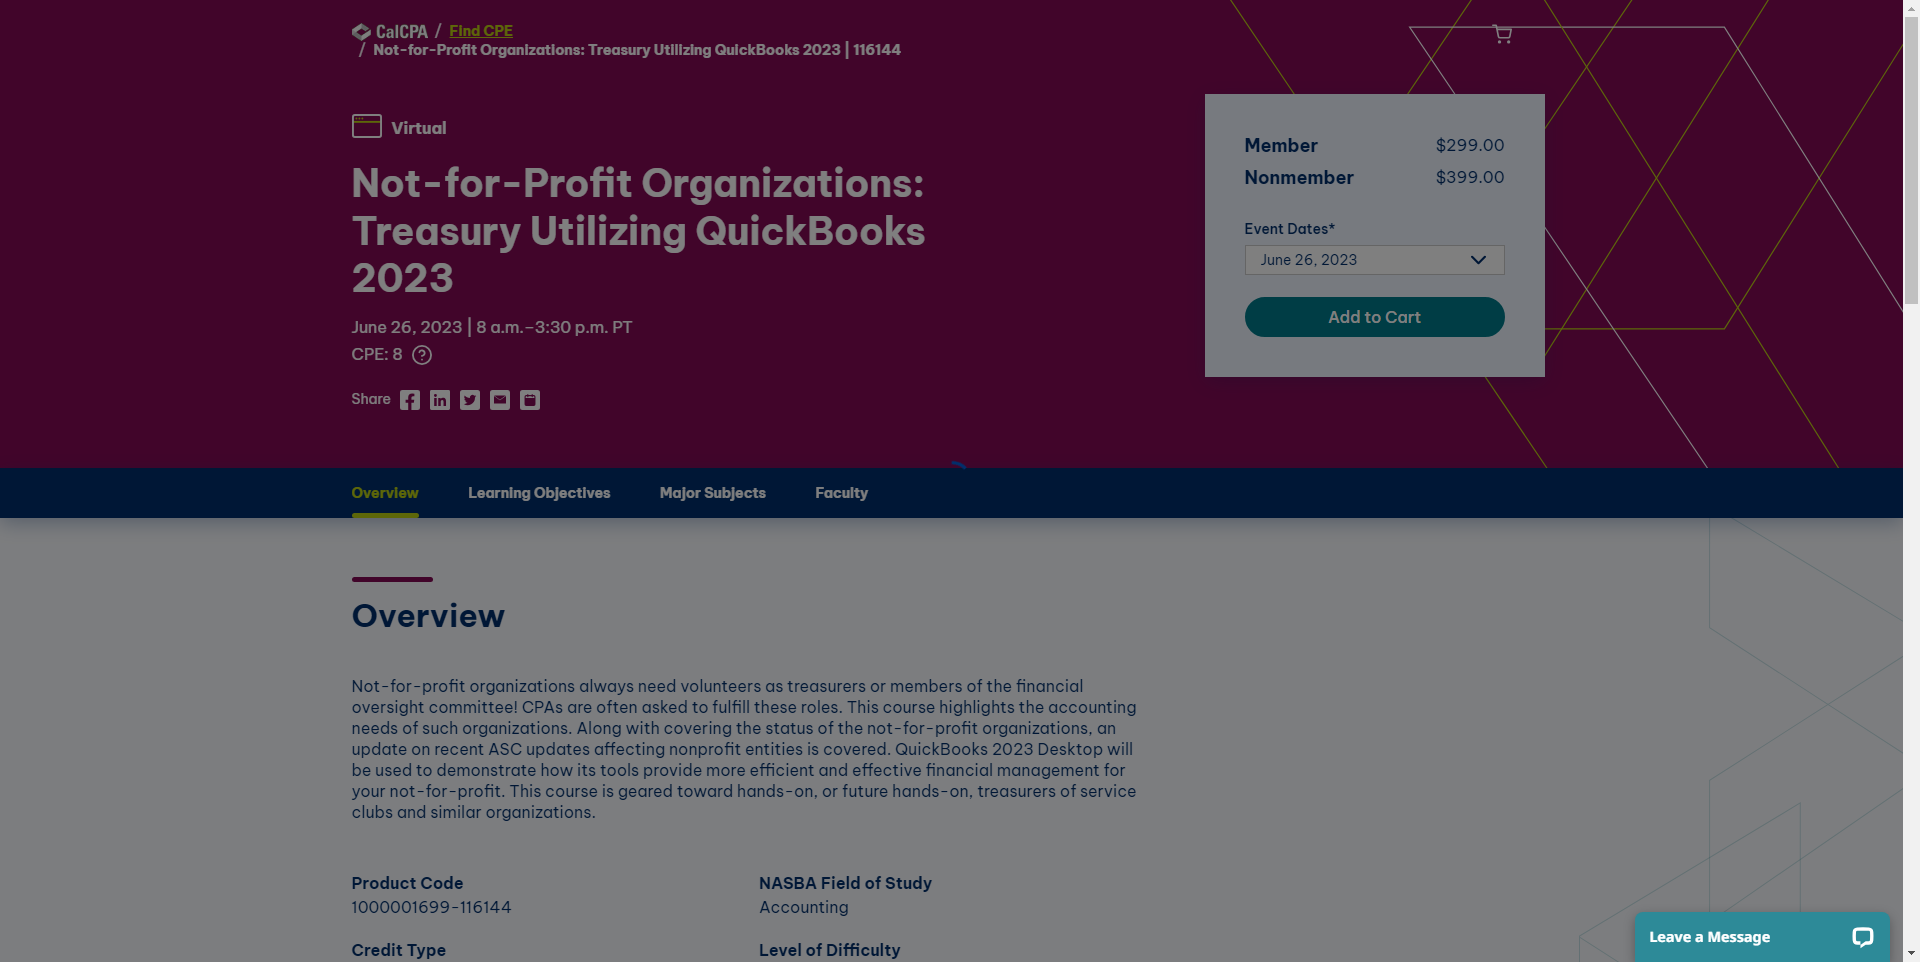 CalCPA / Find CPE
/ Not-for-Profit Organizations: Treasury Utilizing QuickBooks 2023 | 116144
Virtual
Not-for-Profit Organizations:
Treasury Utilizing QuickBooks
2023
June 26, 2023 | 8 a.m.–3:30 p.m. PT
CPE: 8 ?
Share
Member $299.00
Nonmember $399.00
Event Dates*
June 26, 2023
Add to Cart
Overview Learning Objectives Major Subjects Faculty
Overview
Not-for-profit organizations always need volunteers as treasurers or members of the financial
oversight committee! CPAs are often asked to fulfill these roles. This course highlights the accounting
needs of such organizations. Along with covering the status of the not-for-profit organizations, an
update on recent ASC updates affecting nonprofit entities is covered. QuickBooks 2023 Desktop will
be used to demonstrate how its tools provide more efficient and effective financial management for
your not-for-profit. This course is geared toward hands-on, or future hands-on, treasurers of service
clubs and similar organizations.
Product Code
1000001699-116144
NASBA Field of Study
Accounting
Credit Type
Level of Difficulty
Leave a Message